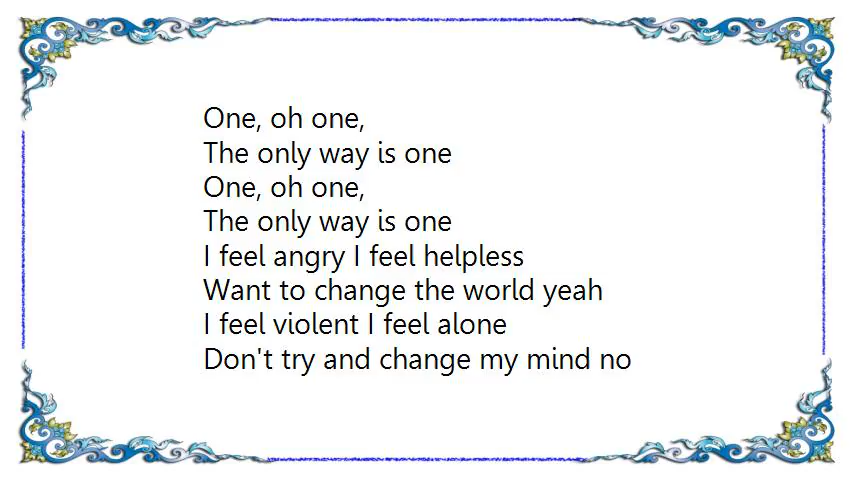 One, oh one,
The only way is one
One, oh one,
The only way is one
I feel angry I feel helpless
Want to change the world yeah
I feel violent I feel alone
Don't try and change my mind no